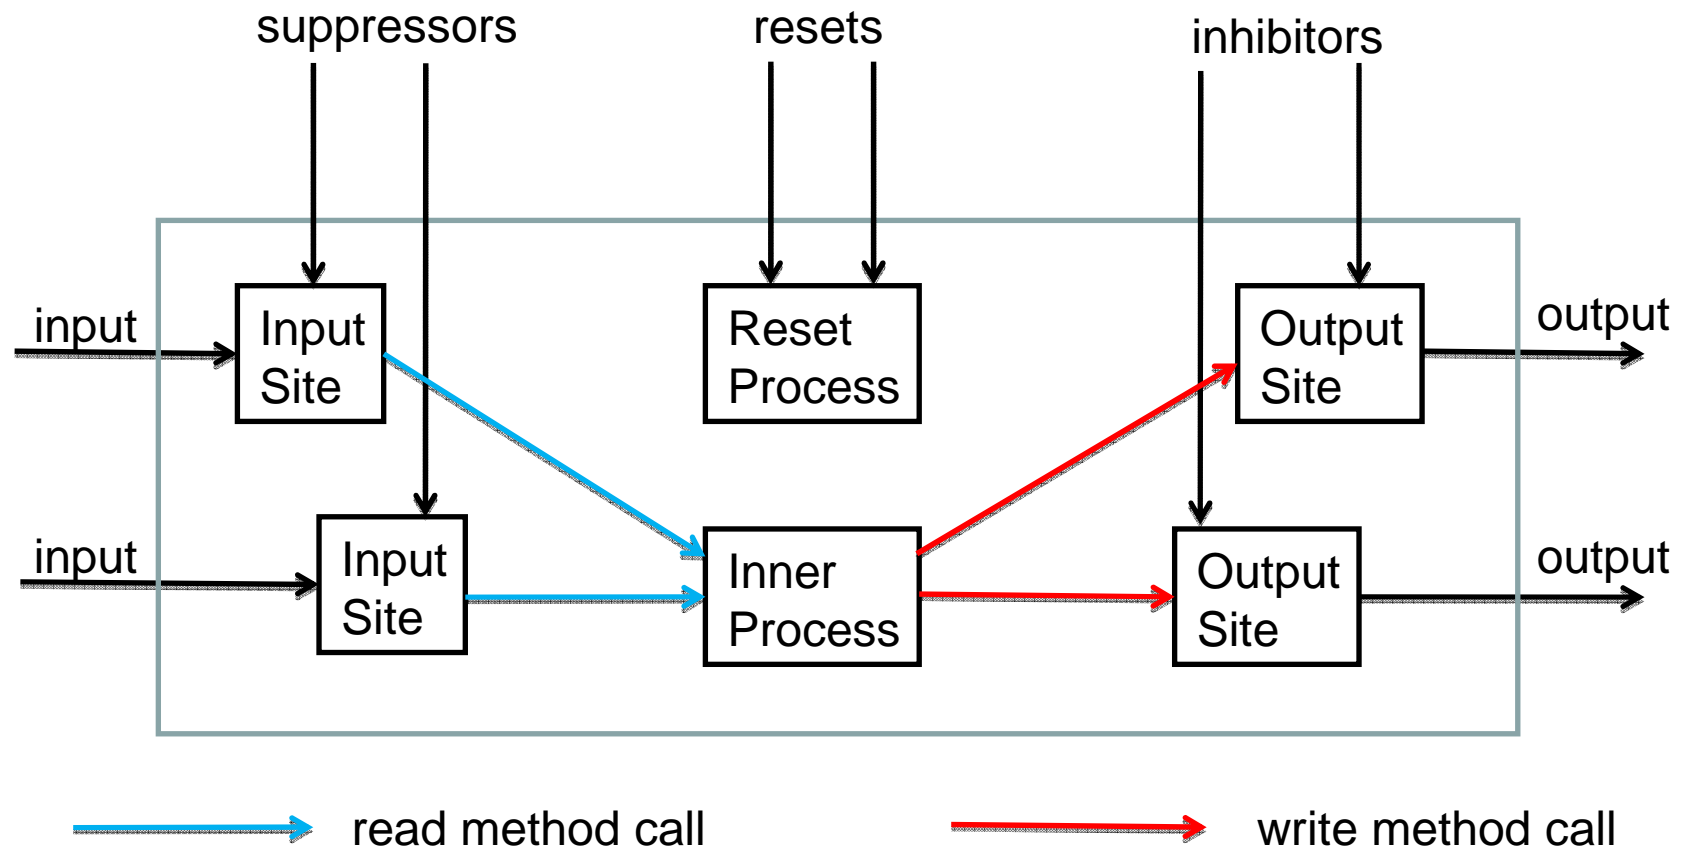 suppressors
resets
inhibitors
input
Input
Site
Reset
Process
Output
Site
output
input
Input
Site
Inner
Process
Output
Site
output
read method call
write method call